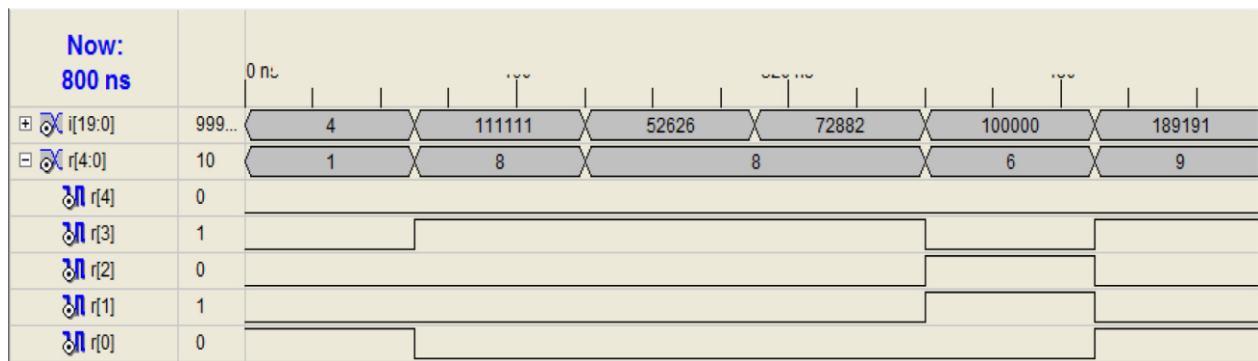 Now:
800 ns
0 ns
i[19:0] 999... 4 111111 52626 72882 100000 189191
r[4:0] 10 1 8 8 6 9
r[4] 0
r[3] 1
r[2] 0
r[1] 1
r[0] 0